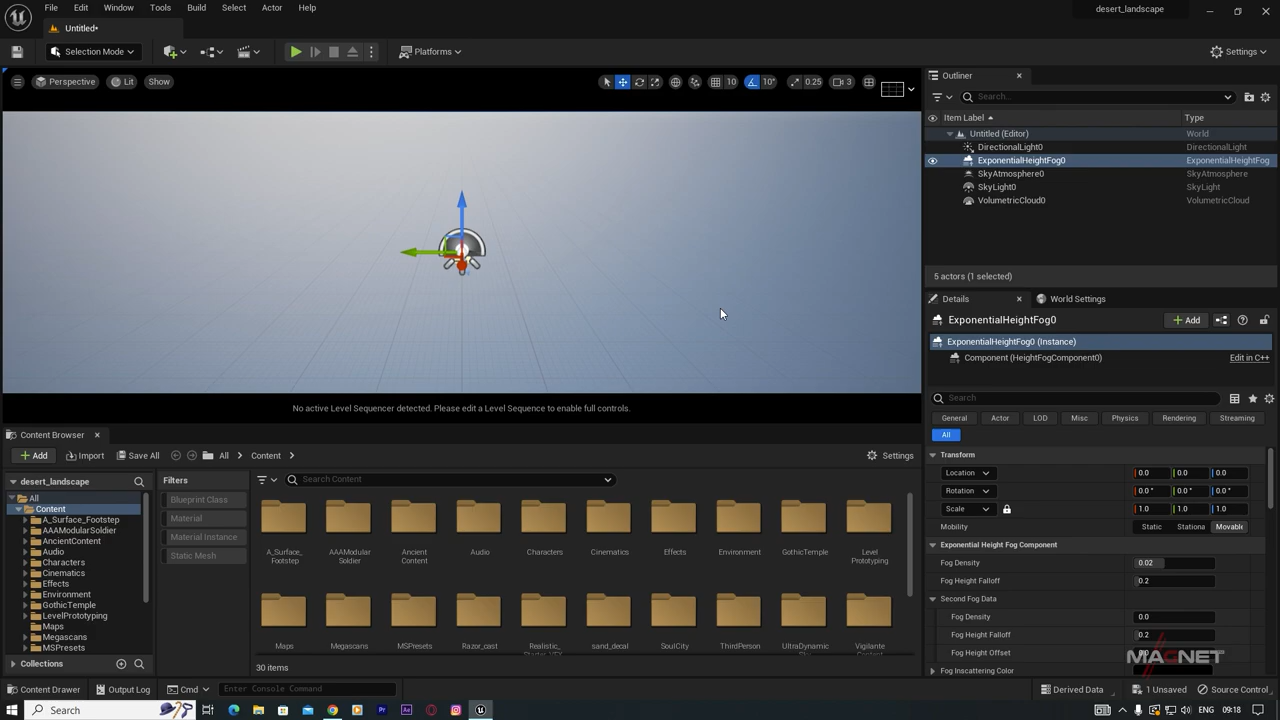 File Edit Window Tools Build Select Actor Help
desert_landscape
Untitled*
Selection Mode
Platforms
Settings
Perspective Lit Show
10 10° 0.25 3
No active Level Sequencer detected. Please edit a Level Sequence to enable full controls.
Outliner
Search...
Item Label Type
Untitled (Editor) World
DirectionalLight0 DirectionalLight
ExponentialHeightFog0 ExponentialHeightFog
SkyAtmosphere0 SkyAtmosphere
SkyLight0 SkyLight
VolumetricCloud0 VolumetricCloud
5 actors (1 selected)
Details World Settings
ExponentialHeightFog0
Add
ExponentialHeightFog0 (Instance)
Component (HeightFogComponent0) Edit in C++
Search
General Actor LOD Misc Physics Rendering Streaming
All
Transform
Location 0.0 0.0 0.0
Rotation 0.0 ° 0.0 ° 0.0 °
Scale 1.0 1.0 1.0
Mobility Static Stationa Movable
Exponential Height Fog Component
Fog Density 0.02
Fog Height Falloff 0.2
Second Fog Data
Fog Density 0.0
Fog Height Falloff 0.2
Fog Height Offset
Fog Inscattering Color
MAGNET
Content Browser
Add Import Save All All Content Settings
desert_landscape
All
Content
A_Surface_Footstep
AAAModularSoldier
AncientContent
Audio
Characters
Cinematics
Effects
Environment
GothicTemple
LevelPrototyping
Maps
Megascans
MSPresets
Collections
Filters
Blueprint Class
Material
Material Instance
Static Mesh
Search Content
A_Surface_
Footstep
AAAModular
Soldier
Ancient
Content
Audio
Characters
Cinematics
Effects
Environment
GothicTemple
Level
Prototyping
Maps
Megascans
MSPresets
Razor_cast
Realistic_
sand_decal
SoulCity
ThirdPerson
UltraDynamic
Vigilante
30 items
Content Drawer Output Log Cmd Enter Console Command Derived Data 1 Unsaved Source Control
Search
Pr Ae
ENG 09:18